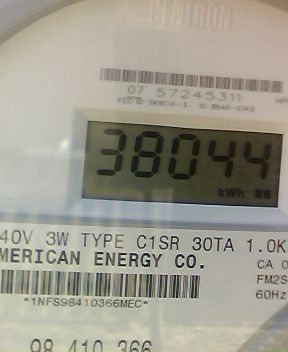 CENTRON
07 57245311
38044
kWh
40V 3W TYPE C1SR 30TA 1.0K
MERICAN ENERGY CO.
CA 0
FM2S
*1NFS98410366MEC*
60Hz
98 410 366